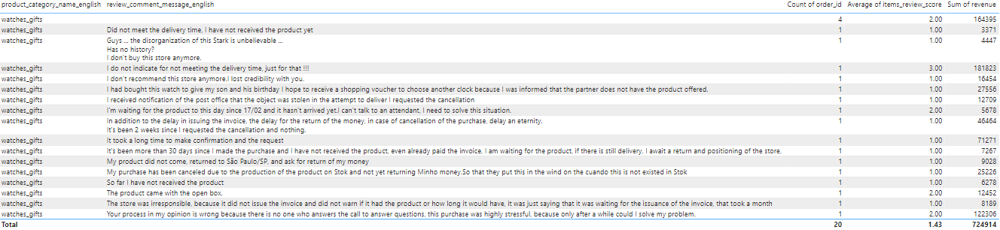 product_category_name_english review_comment_message_english Count of order_id Average of items_review_score Sum of revenue
watches_gifts 4 2.00 164395
watches_gifts Did not meet the delivery time, I have not received the product yet 1 1.00 3371
watches_gifts Guys ... the disorganization of this Stark is unbelievable ... 1 1.00 4447
Has no history?
I don't buy this store anymore.
watches_gifts I do not indicate for not meeting the delivery time, just for that !!! 1 3.00 181823
watches_gifts I don't recommend this store anymore.I lost credibility with you. 1 1.00 16454
watches_gifts I had bought this watch to give my son and his birthday I hope to receive a shopping voucher to choose another clock because I was informed that the partner does not have the product offered. 1 1.00 27556
watches_gifts I received notification of the post office that the object was stolen in the attempt to deliver I requested the cancellation 1 1.00 12709
watches_gifts I'm waiting for the product to this day since 17/02 and it hasn't arrived yet.I can't talk to an attendant, I need to solve this situation. 1 2.00 5678
watches_gifts In addition to the delay in issuing the invoice, the delay for the return of the money, in case of cancellation of the purchase, delay an eternity. 1 1.00 46464
It's been 2 weeks since I requested the cancellation and nothing.
watches_gifts It took a long time to make confirmation and the request 1 1.00 71271
watches_gifts It's been more than 30 days since I made the purchase and I have not received the product, even already paid the invoice, I am waiting for the product, if there is still delivery, I await a return and positioning of the store, 1 1.00 7267
watches_gifts My product did not come, returned to São Paulo/SP, and ask for return of my money 1 1.00 9028
watches_gifts My purchase has been canceled due to the production of the product on Stok and not yet returning Minho money.So that they put this in the wind on the cuando this is not existed in Stok 1 1.00 25226
watches_gifts So far I have not received the product 1 1.00 6278
watches_gifts The product came with the open box. 1 2.00 12452
watches_gifts The store was irresponsible, because it did not issue the invoice and did not warn if it had the product or how long it would have, it was just saying that it was waiting for the issuance of the invoice, that took a month 1 1.00 8189
watches_gifts Your process in my opinion is wrong because there is no one who answers the call to answer questions, this purchase was highly stressful, because only after a while could I solve my problem. 1 2.00 122306
Total 20 1.43 724914